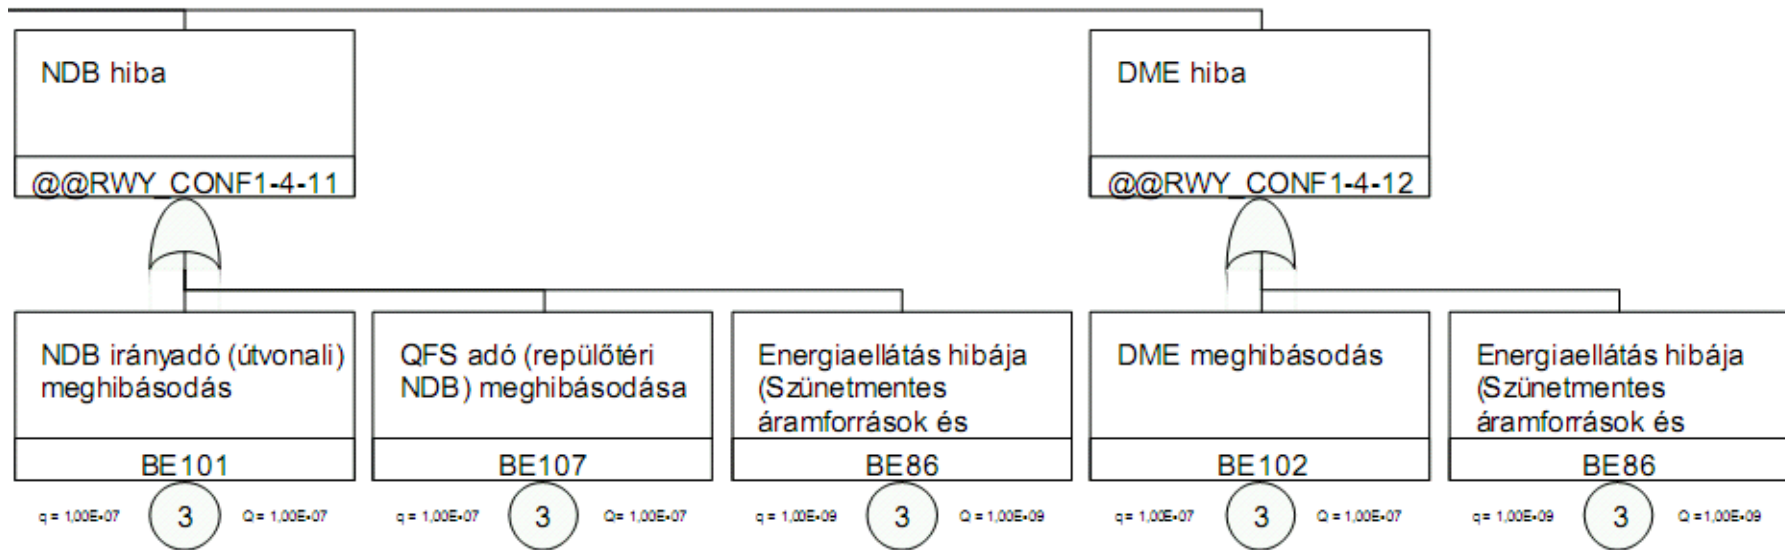 NDB hiba
@@RWY_CONF1-4-11
DME hiba
@@RWY_CONF1-4-12
NDB irányadó (útvonali)
meghibásodás
BE101
q = 1,00E-07
3
Q = 1,00E-07
QFS adó (repülőtéri
NDB) meghibásodása
BE107
q = 1,00E-07
3
Q = 1,00E-07
Energiaellátás hibája
(Szünetmentes
áramforrások és
BE86
q = 1,00E-09
3
Q = 1,00E-09
DME meghibásodás
BE102
q = 1,00E-07
3
Q = 1,00E-07
Energiaellátás hibája
(Szünetmentes
áramforrások és
BE86
q = 1,00E-09
3
Q = 1,00E-09